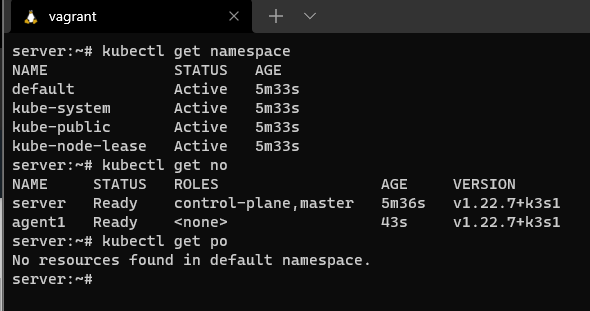 vagrant
server:~# kubectl get namespace
NAME              STATUS   AGE
default           Active   5m33s
kube-system       Active   5m33s
kube-public       Active   5m33s
kube-node-lease   Active   5m33s
server:~# kubectl get no
NAME     STATUS   ROLES                  AGE     VERSION
server   Ready    control-plane,master   5m36s   v1.22.7+k3s1
agent1   Ready    <none>                 43s     v1.22.7+k3s1
server:~# kubectl get po
No resources found in default namespace.
server:~#